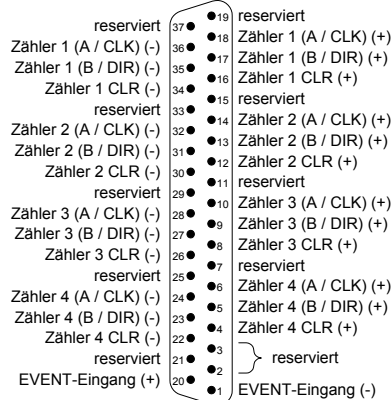 reserviert 37 19 reserviert
Zähler 1 (A / CLK) (-) 36 18 Zähler 1 (A / CLK) (+)
Zähler 1 (B / DIR) (-) 35 17 Zähler 1 (B / DIR) (+)
Zähler 1 CLR (-) 34 16 Zähler 1 CLR (+)
reserviert 33 15 reserviert
Zähler 2 (A / CLK) (-) 32 14 Zähler 2 (A / CLK) (+)
Zähler 2 (B / DIR) (-) 31 13 Zähler 2 (B / DIR) (+)
Zähler 2 CLR (-) 30 12 Zähler 2 CLR (+)
reserviert 29 11 reserviert
Zähler 3 (A / CLK) (-) 28 10 Zähler 3 (A / CLK) (+)
Zähler 3 (B / DIR) (-) 27 9 Zähler 3 (B / DIR) (+)
Zähler 3 CLR (-) 26 8 Zähler 3 CLR (+)
reserviert 25 7 reserviert
Zähler 4 (A / CLK) (-) 24 6 Zähler 4 (A / CLK) (+)
Zähler 4 (B / DIR) (-) 23 5 Zähler 4 (B / DIR) (+)
Zähler 4 CLR (-) 22 4 Zähler 4 CLR (+)
reserviert 21 3 reserviert
EVENT-Eingang (+) 20 2
1 EVENT-Eingang (-)